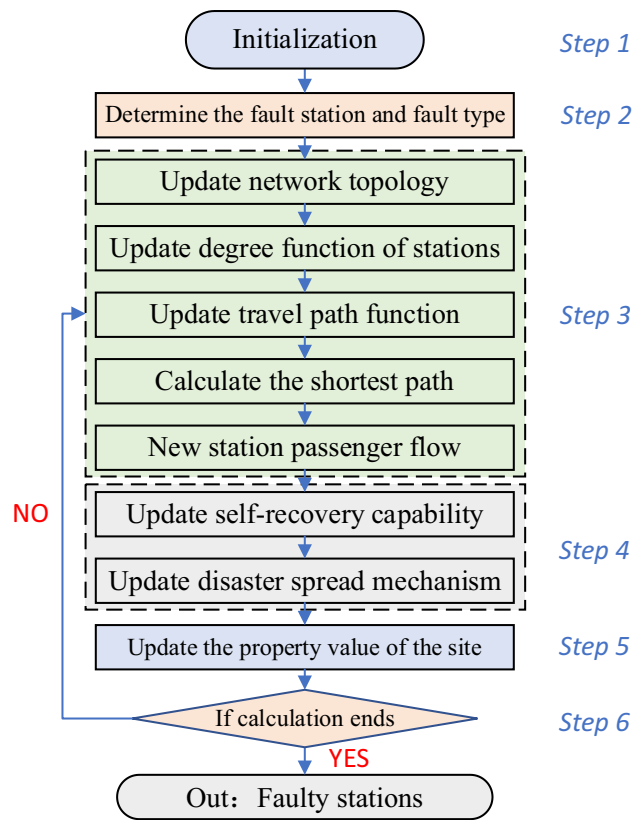 Initialization
Step 1
Determine the fault station and fault type
Step 2
Update network topology
Update degree function of stations
Update travel path function
Step 3
Calculate the shortest path
New station passenger flow
NO
Update self-recovery capability
Step 4
Update disaster spread mechanism
Update the property value of the site
Step 5
If calculation ends
Step 6
YES
Out: Faulty stations